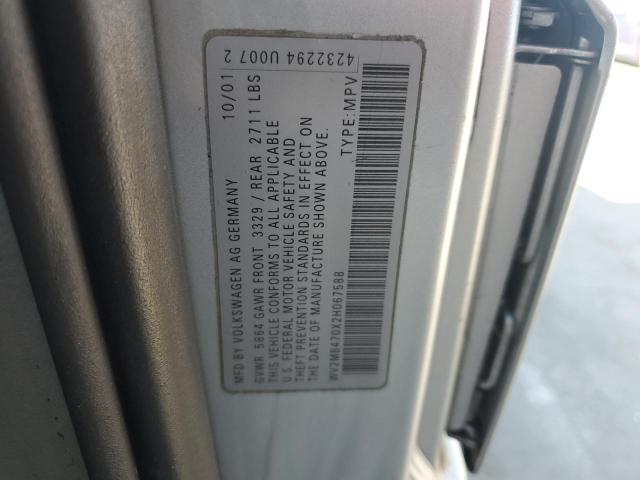 MFD BY VOLKSWAGEN AG GERMANY 10/01
GVWR 5864 GAWR FRONT 3329 / REAR 2711 LBS
THIS VEHICLE CONFORMS TO ALL APPLICABLE
U.S. FEDERAL MOTOR VEHICLE SAFETY AND
THEFT PREVENTION STANDARDS IN EFFECT ON
THE DATE OF MANUFACTURE SHOWN ABOVE.
WV2MB470X2H067588 TYPE: MPV
4232294 U007 2